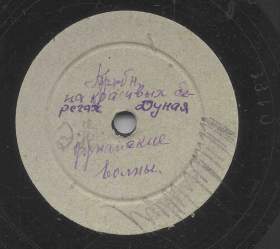 на красивых бе-
регах Дуная
дунайские
волны.